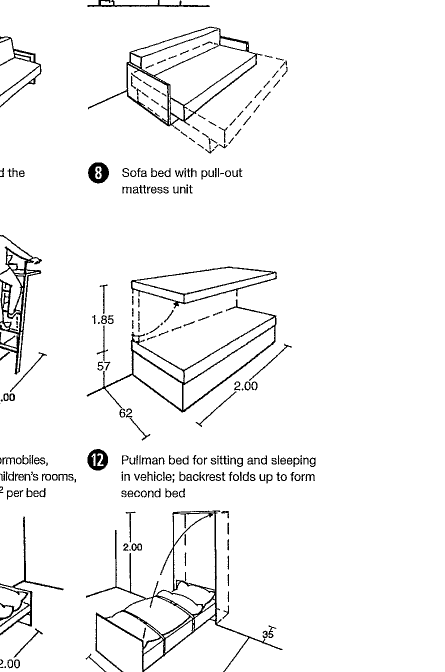 d the
8 Sofa bed with pull-out
mattress unit
1.85
57
2.00
62
.00
ormobiles,
hildren's rooms,
² per bed
12 Pullman bed for sitting and sleeping
in vehicle; backrest folds up to form
second bed
2.00
35
2.00